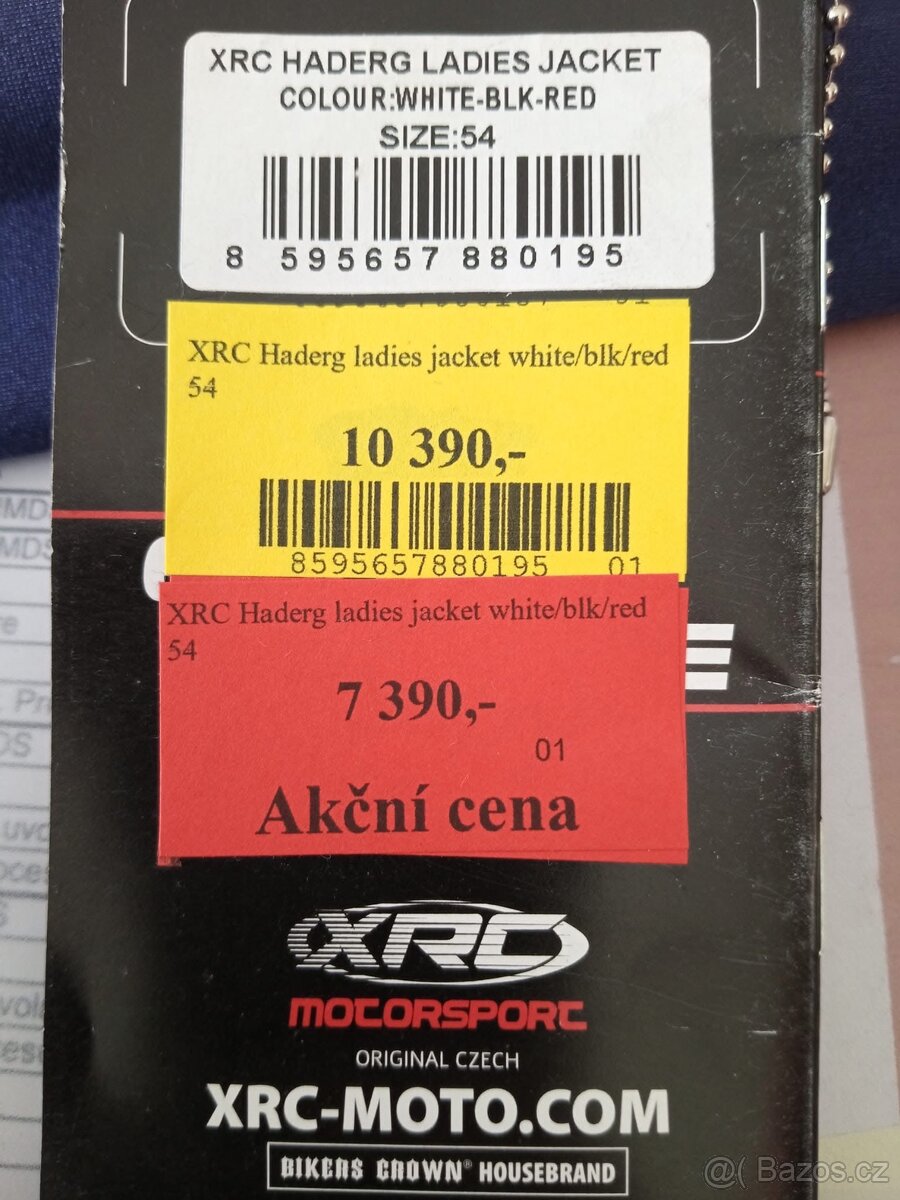 XRC HADERG LADIES JACKET
COLOUR:WHITE-BLK-RED
SIZE:54
8 595657 880195
XRC Haderg ladies jacket white/blk/red
54
10 390,-
8595657880195 01
XRC Haderg ladies jacket white/blk/red
54
7 390,-
01
Akční cena
XRC
MOTORSPORT
ORIGINAL CZECH
XRC-MOTO.COM
BIKERS CROWN® HOUSEBRAND
@( Bazos.cz